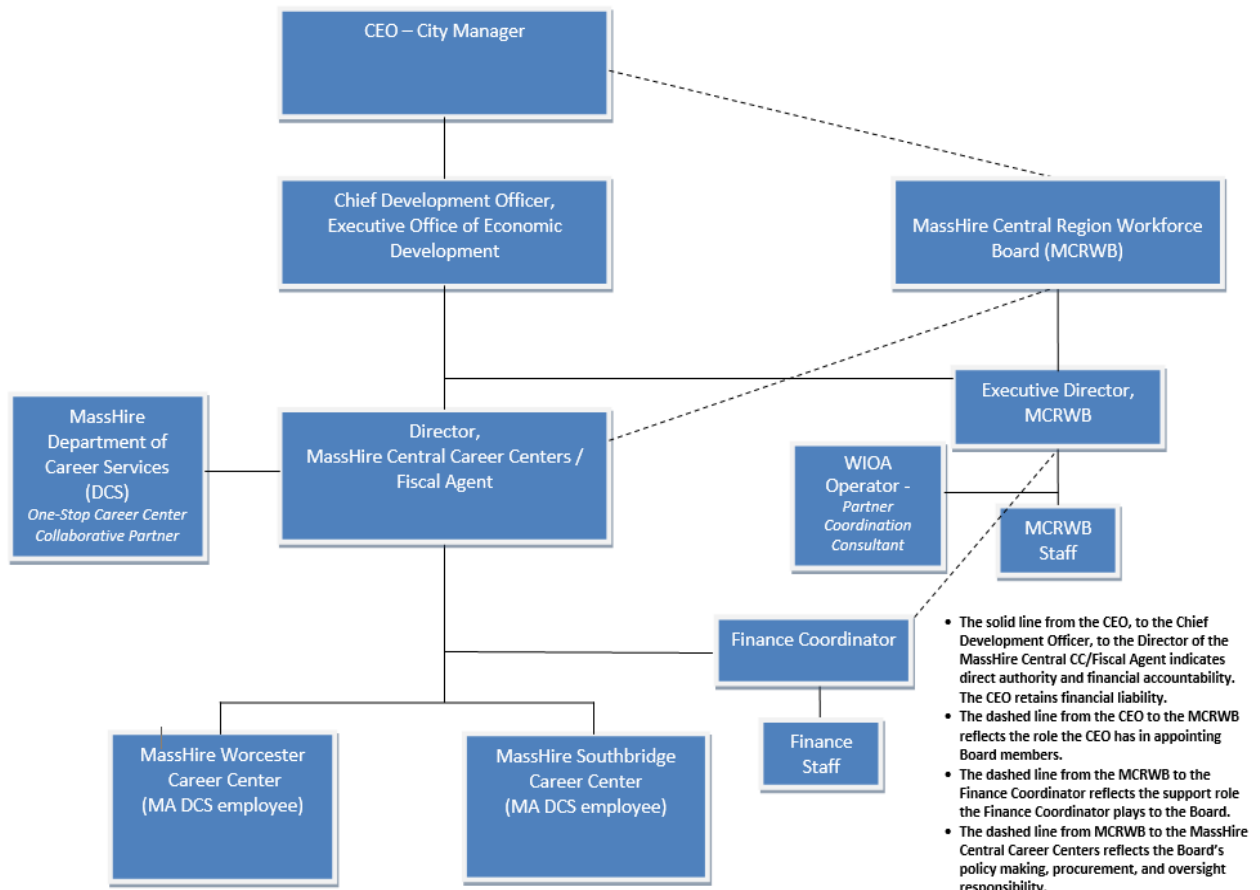 CEO – City Manager
Chief Development Officer,
Executive Office of Economic
Development
MassHire Central Region Workforce
Board (MCRWB)
Executive Director,
MCRWB
MassHire
Department of
Career Services
(DCS)
One-Stop Career Center
Collaborative Partner
Director,
MassHire Central Career Centers /
Fiscal Agent
WIOA
Operator -
Partner
Coordination
Consultant
MCRWB
Staff
Finance Coordinator
Finance
Staff
MassHire Worcester
Career Center
(MA DCS employee)
MassHire Southbridge
Career Center
(MA DCS employee)
• The solid line from the CEO, to the Chief
Development Officer, to the Director of the
MassHire Central CC/Fiscal Agent indicates
direct authority and financial accountability.
The CEO retains financial liability.
• The dashed line from the CEO to the MCRWB
reflects the role the CEO has in appointing
Board members.
• The dashed line from the MCRWB to the
Finance Coordinator reflects the support role
the Finance Coordinator plays to the Board.
• The dashed line from MCRWB to the MassHire
Central Career Centers reflects the Board's
policy making, procurement, and oversight
responsibility.